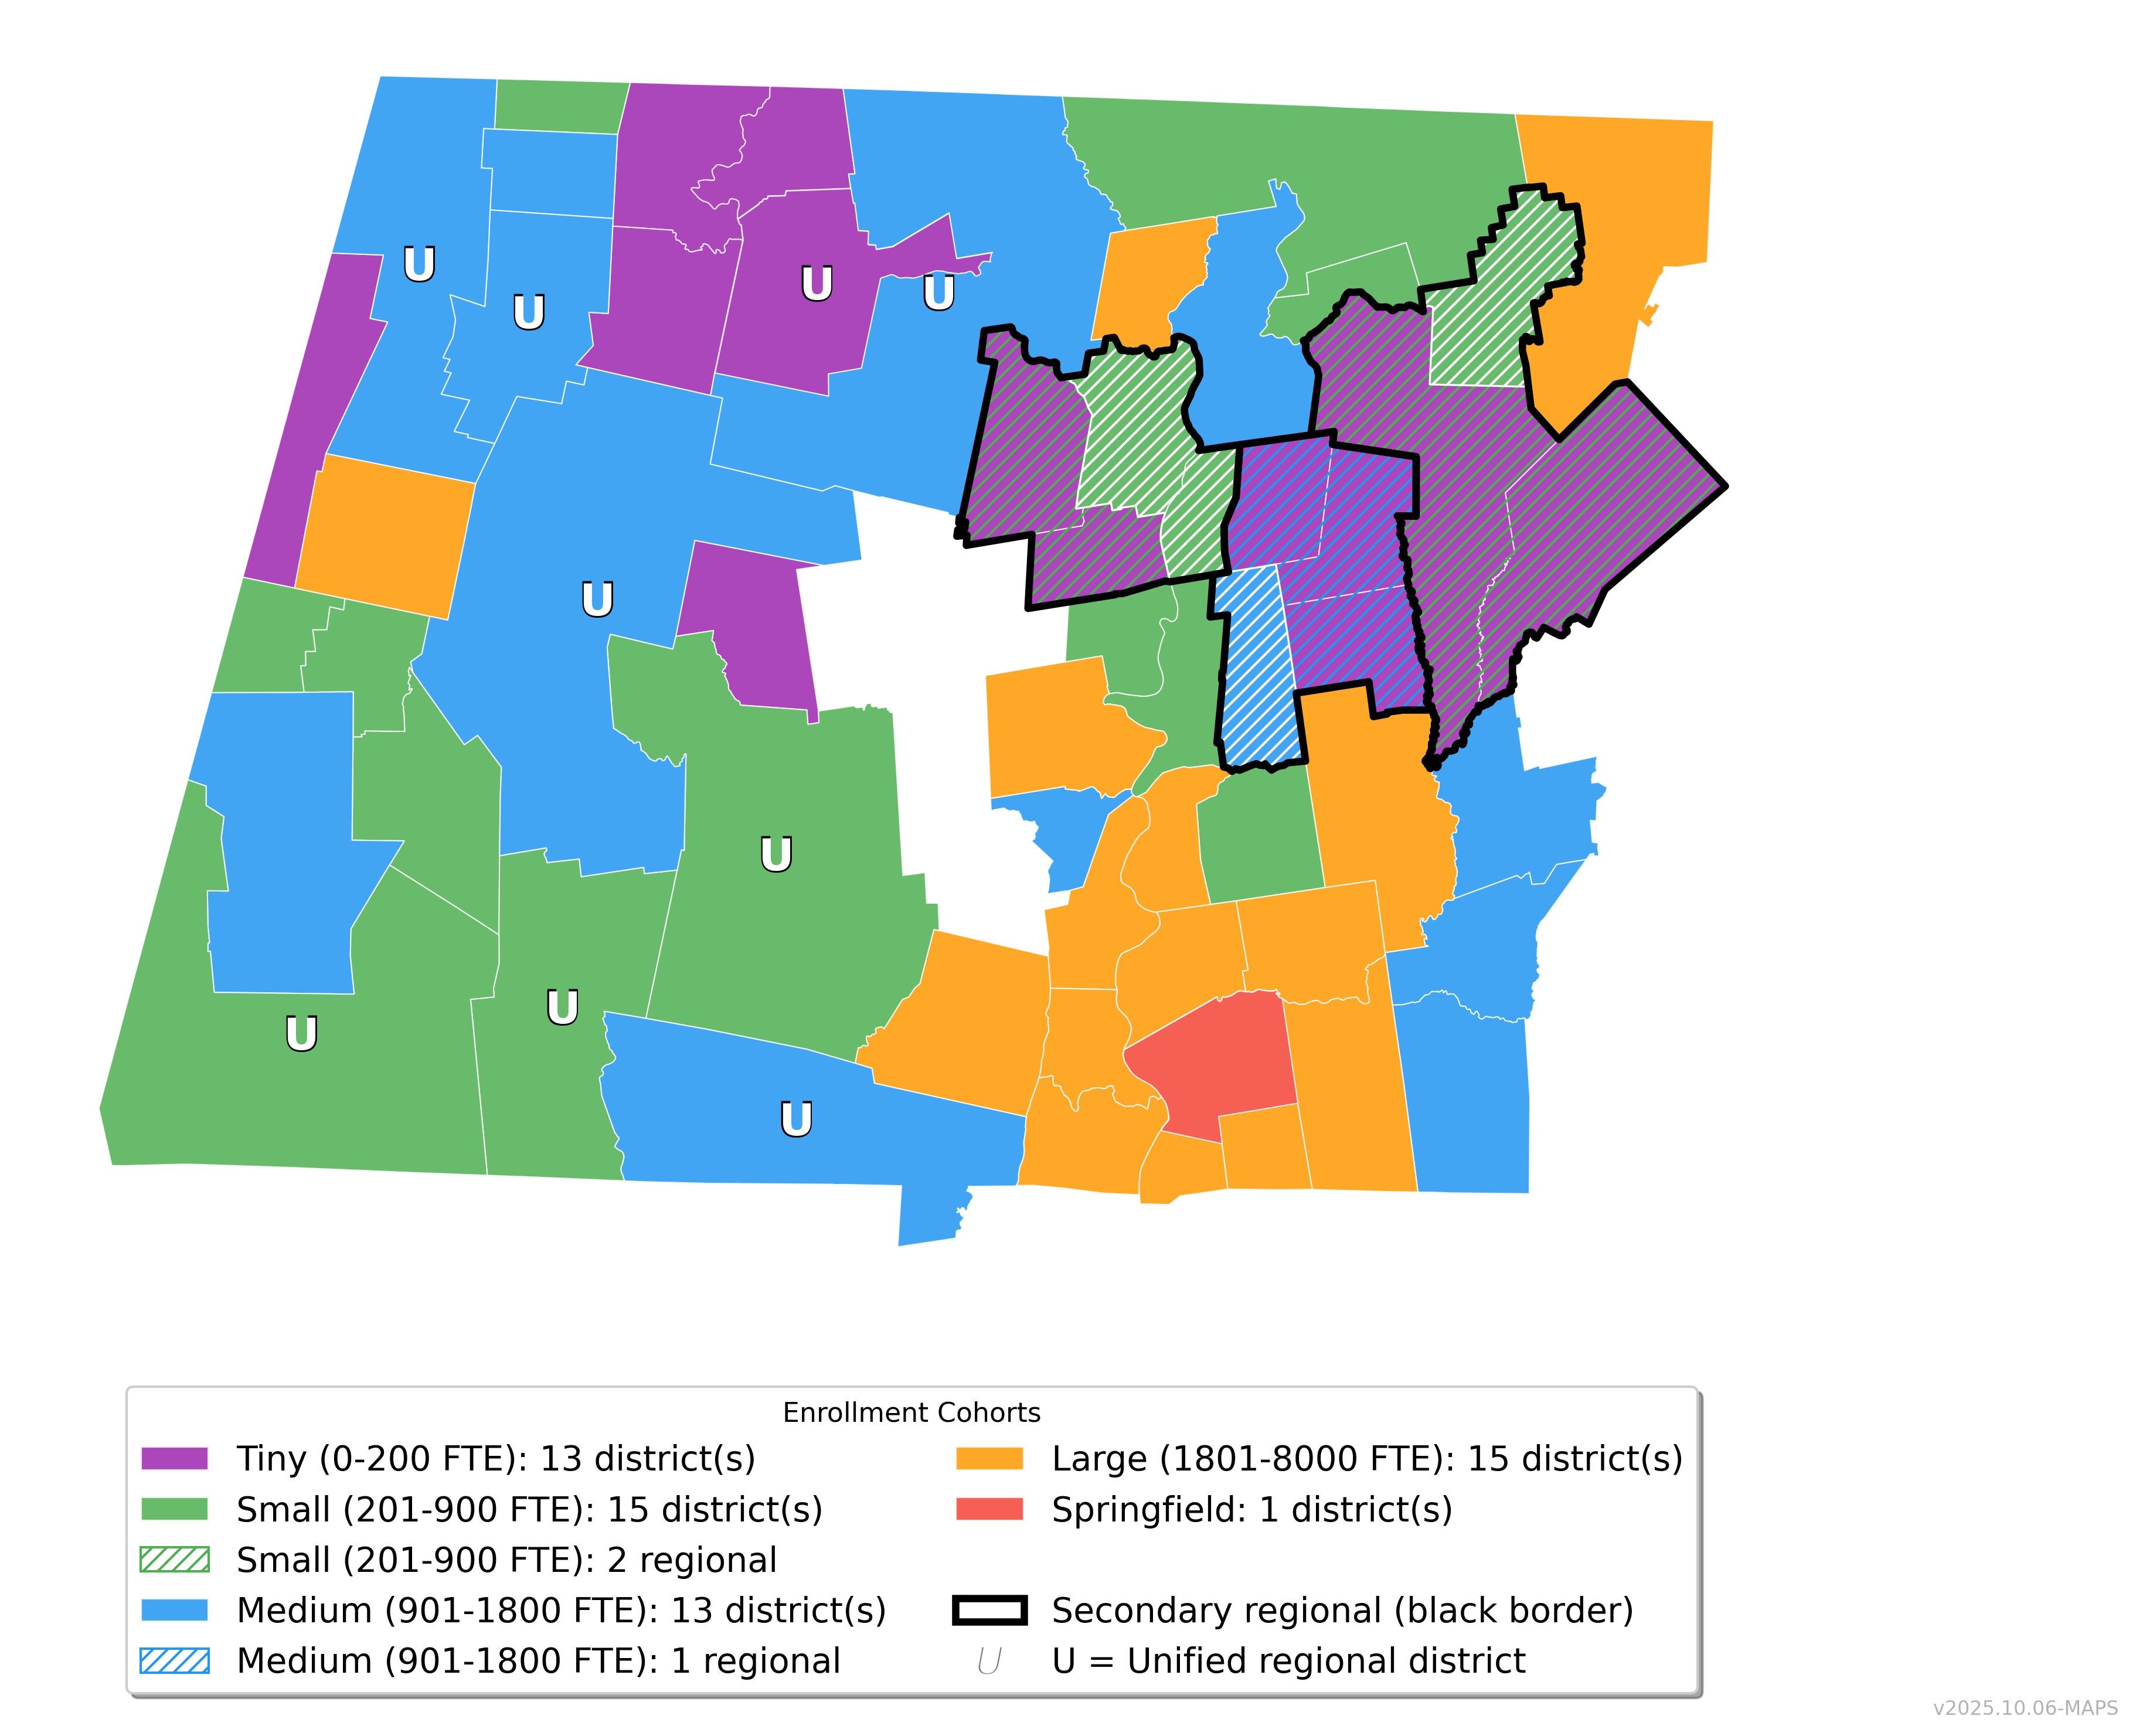 U
U
U
U
U
U
U
U
U
Enrollment Cohorts
Tiny (0-200 FTE): 13 district(s)
Small (201-900 FTE): 15 district(s)
Small (201-900 FTE): 2 regional
Medium (901-1800 FTE): 13 district(s)
Medium (901-1800 FTE): 1 regional
Large (1801-8000 FTE): 15 district(s)
Springfield: 1 district(s)
Secondary regional (black border)
U U = Unified regional district
v2025.10.06-MAPS